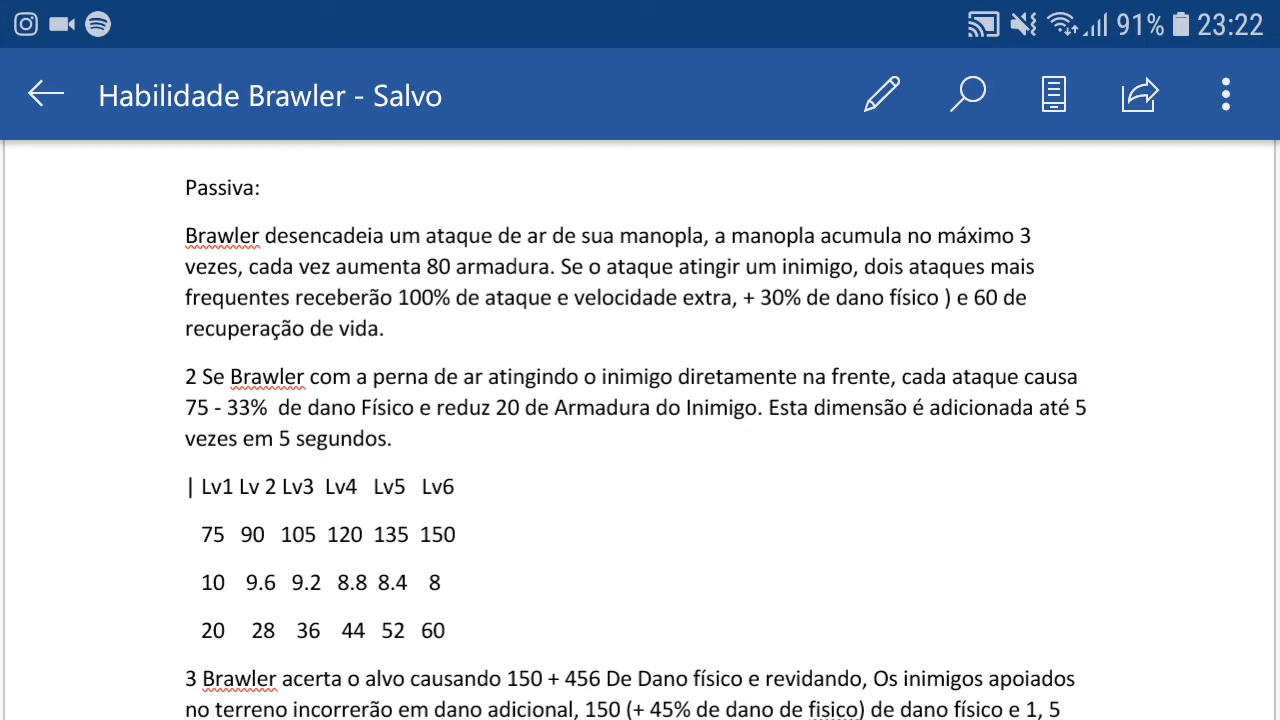 91% 23:22
Habilidade Brawler - Salvo
Passiva:
Brawler desencadeia um ataque de ar de sua manopla, a manopla acumula no máximo 3
vezes, cada vez aumenta 80 armadura. Se o ataque atingir um inimigo, dois ataques mais
frequentes receberão 100% de ataque e velocidade extra, + 30% de dano físico ) e 60 de
recuperação de vida.
2 Se Brawler com a perna de ar atingindo o inimigo diretamente na frente, cada ataque causa
75 - 33%  de dano Físico e reduz 20 de Armadura do Inimigo. Esta dimensão é adicionada até 5
vezes em 5 segundos.
| Lv1 Lv 2 Lv3 Lv4 Lv5 Lv6
75 90 105 120 135 150
10 9.6 9.2 8.8 8.4 8
20 28 36 44 52 60
3 Brawler acerta o alvo causando 150 + 456 De Dano físico e revidando, Os inimigos apoiados
no terreno incorrerão em dano adicional, 150 (+ 45% de dano de fisico) de dano físico e 1, 5